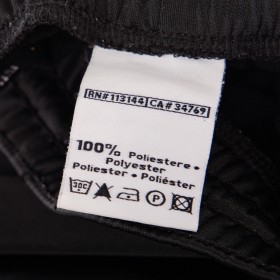 RN#113144 CA#34769
100% Poliestere •
Polyester
Poliester • Poliéster
30C P